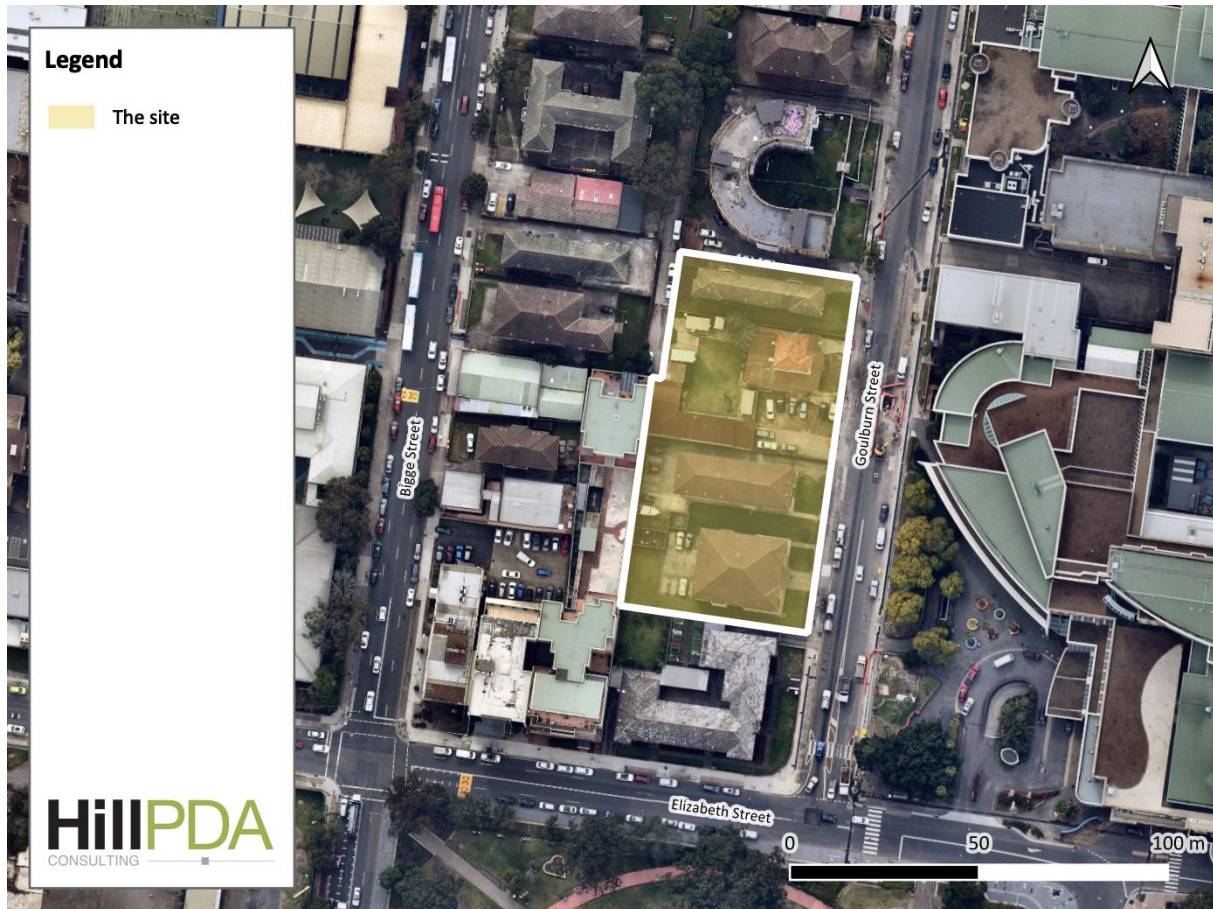 Legend
The site
Bigge Street
Goulburn Street
Elizabeth Street
0 50 100 m
HillPDA
CONSULTING